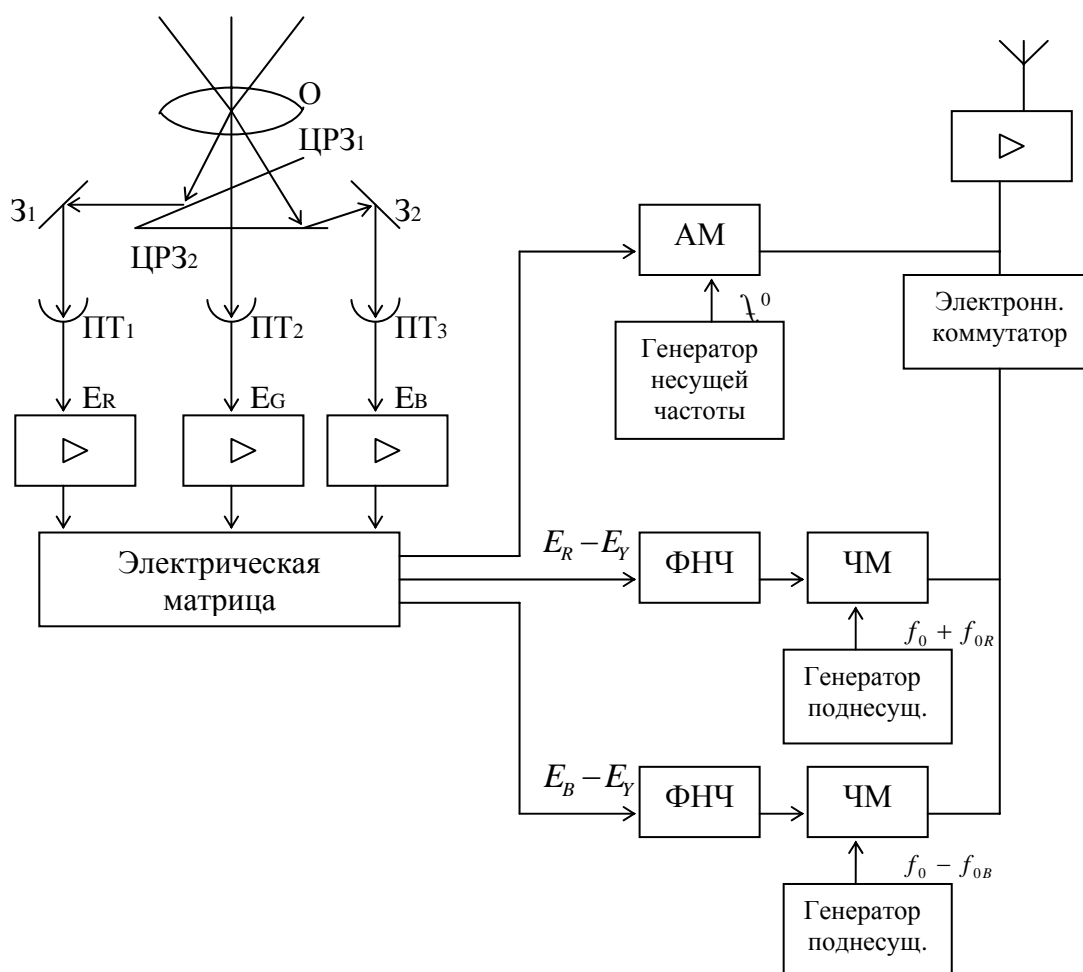 О
ЦРЗ1
З1
З2
ЦРЗ2
ПТ1
ПТ2
ПТ3
ER
EG
EB
Электрическая
матрица
АМ
f0
Генератор
несущей
частоты
Электронн.
коммутатор
ER – EY
ФНЧ
ЧМ
f0 + f0R
Генератор
поднесущ.
EB – EY
ФНЧ
ЧМ
f0 – f0B
Генератор
поднесущ.